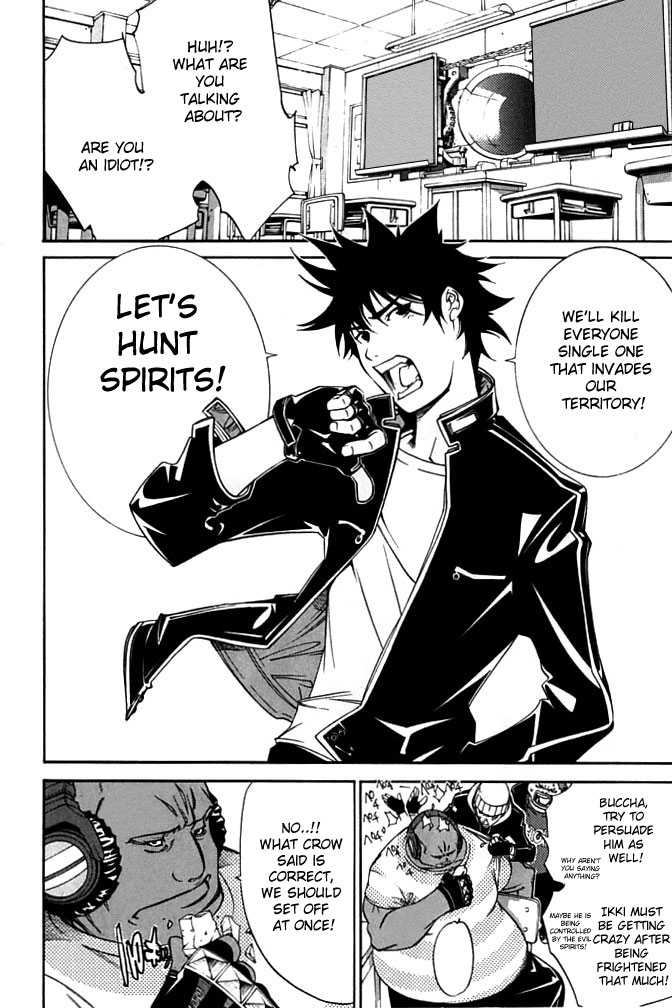 HUH!?
WHAT ARE
YOU
TALKING
ABOUT?
ARE YOU
AN IDIOT!?
WE'LL KILL
EVERYONE
SINGLE ONE
THAT INVADES
OUR
TERRITORY!
LET'S
HUNT
SPIRITS!
BUCCHA,
TRY TO
PERSUADE
HIM AS
WELL!
WHY AREN'T
YOU SAYING
ANYTHING?
IKKI MUST
BE GETTING
CRAZY AFTER
BEING
FRIGHTENED
THAT MUCH!
MAYBE HE IS
BEING
CONTROLLED
BY THE EVIL
SPIRITS!
NO..!!
WHAT CROW
SAID IS
CORRECT,
WE SHOULD
SET OFF
AT ONCE!